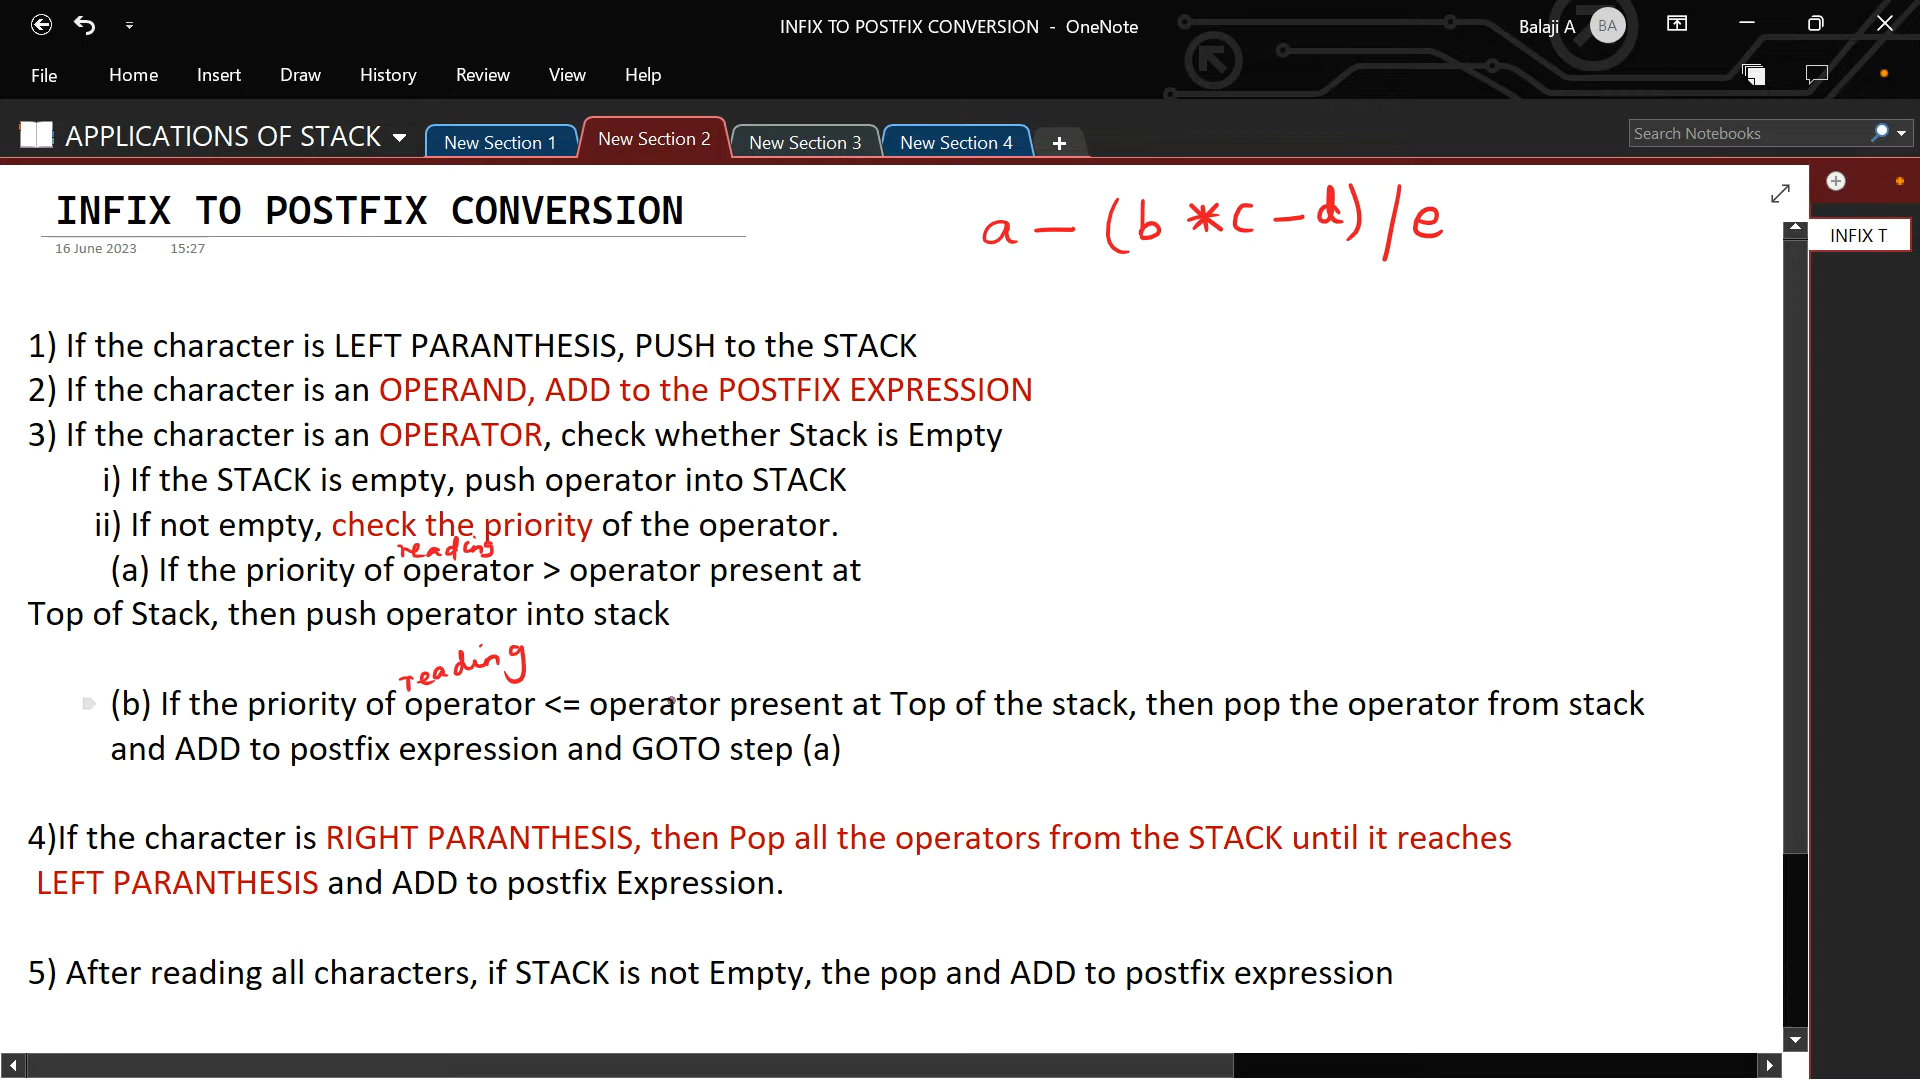 INFIX TO POSTFIX CONVERSION - OneNote
Balaji A BA
File Home Insert Draw History Review View Help
APPLICATIONS OF STACK New Section 1 New Section 2 New Section 3 New Section 4 +
Search Notebooks
INFIX TO POSTFIX CONVERSION
16 June 2023 15:27
a - (b * c - d) / e
INFIX T
1) If the character is LEFT PARANTHESIS, PUSH to the STACK
2) If the character is an OPERAND, ADD to the POSTFIX EXPRESSION
3) If the character is an OPERATOR, check whether Stack is Empty
i) If the STACK is empty, push operator into STACK
ii) If not empty, check the priority of the operator.
reading
(a) If the priority of operator > operator present at
Top of Stack, then push operator into stack
reading
(b) If the priority of operator <= operator present at Top of the stack, then pop the operator from stack
and ADD to postfix expression and GOTO step (a)
4)If the character is RIGHT PARANTHESIS, then Pop all the operators from the STACK until it reaches
LEFT PARANTHESIS and ADD to postfix Expression.
5) After reading all characters, if STACK is not Empty, the pop and ADD to postfix expression